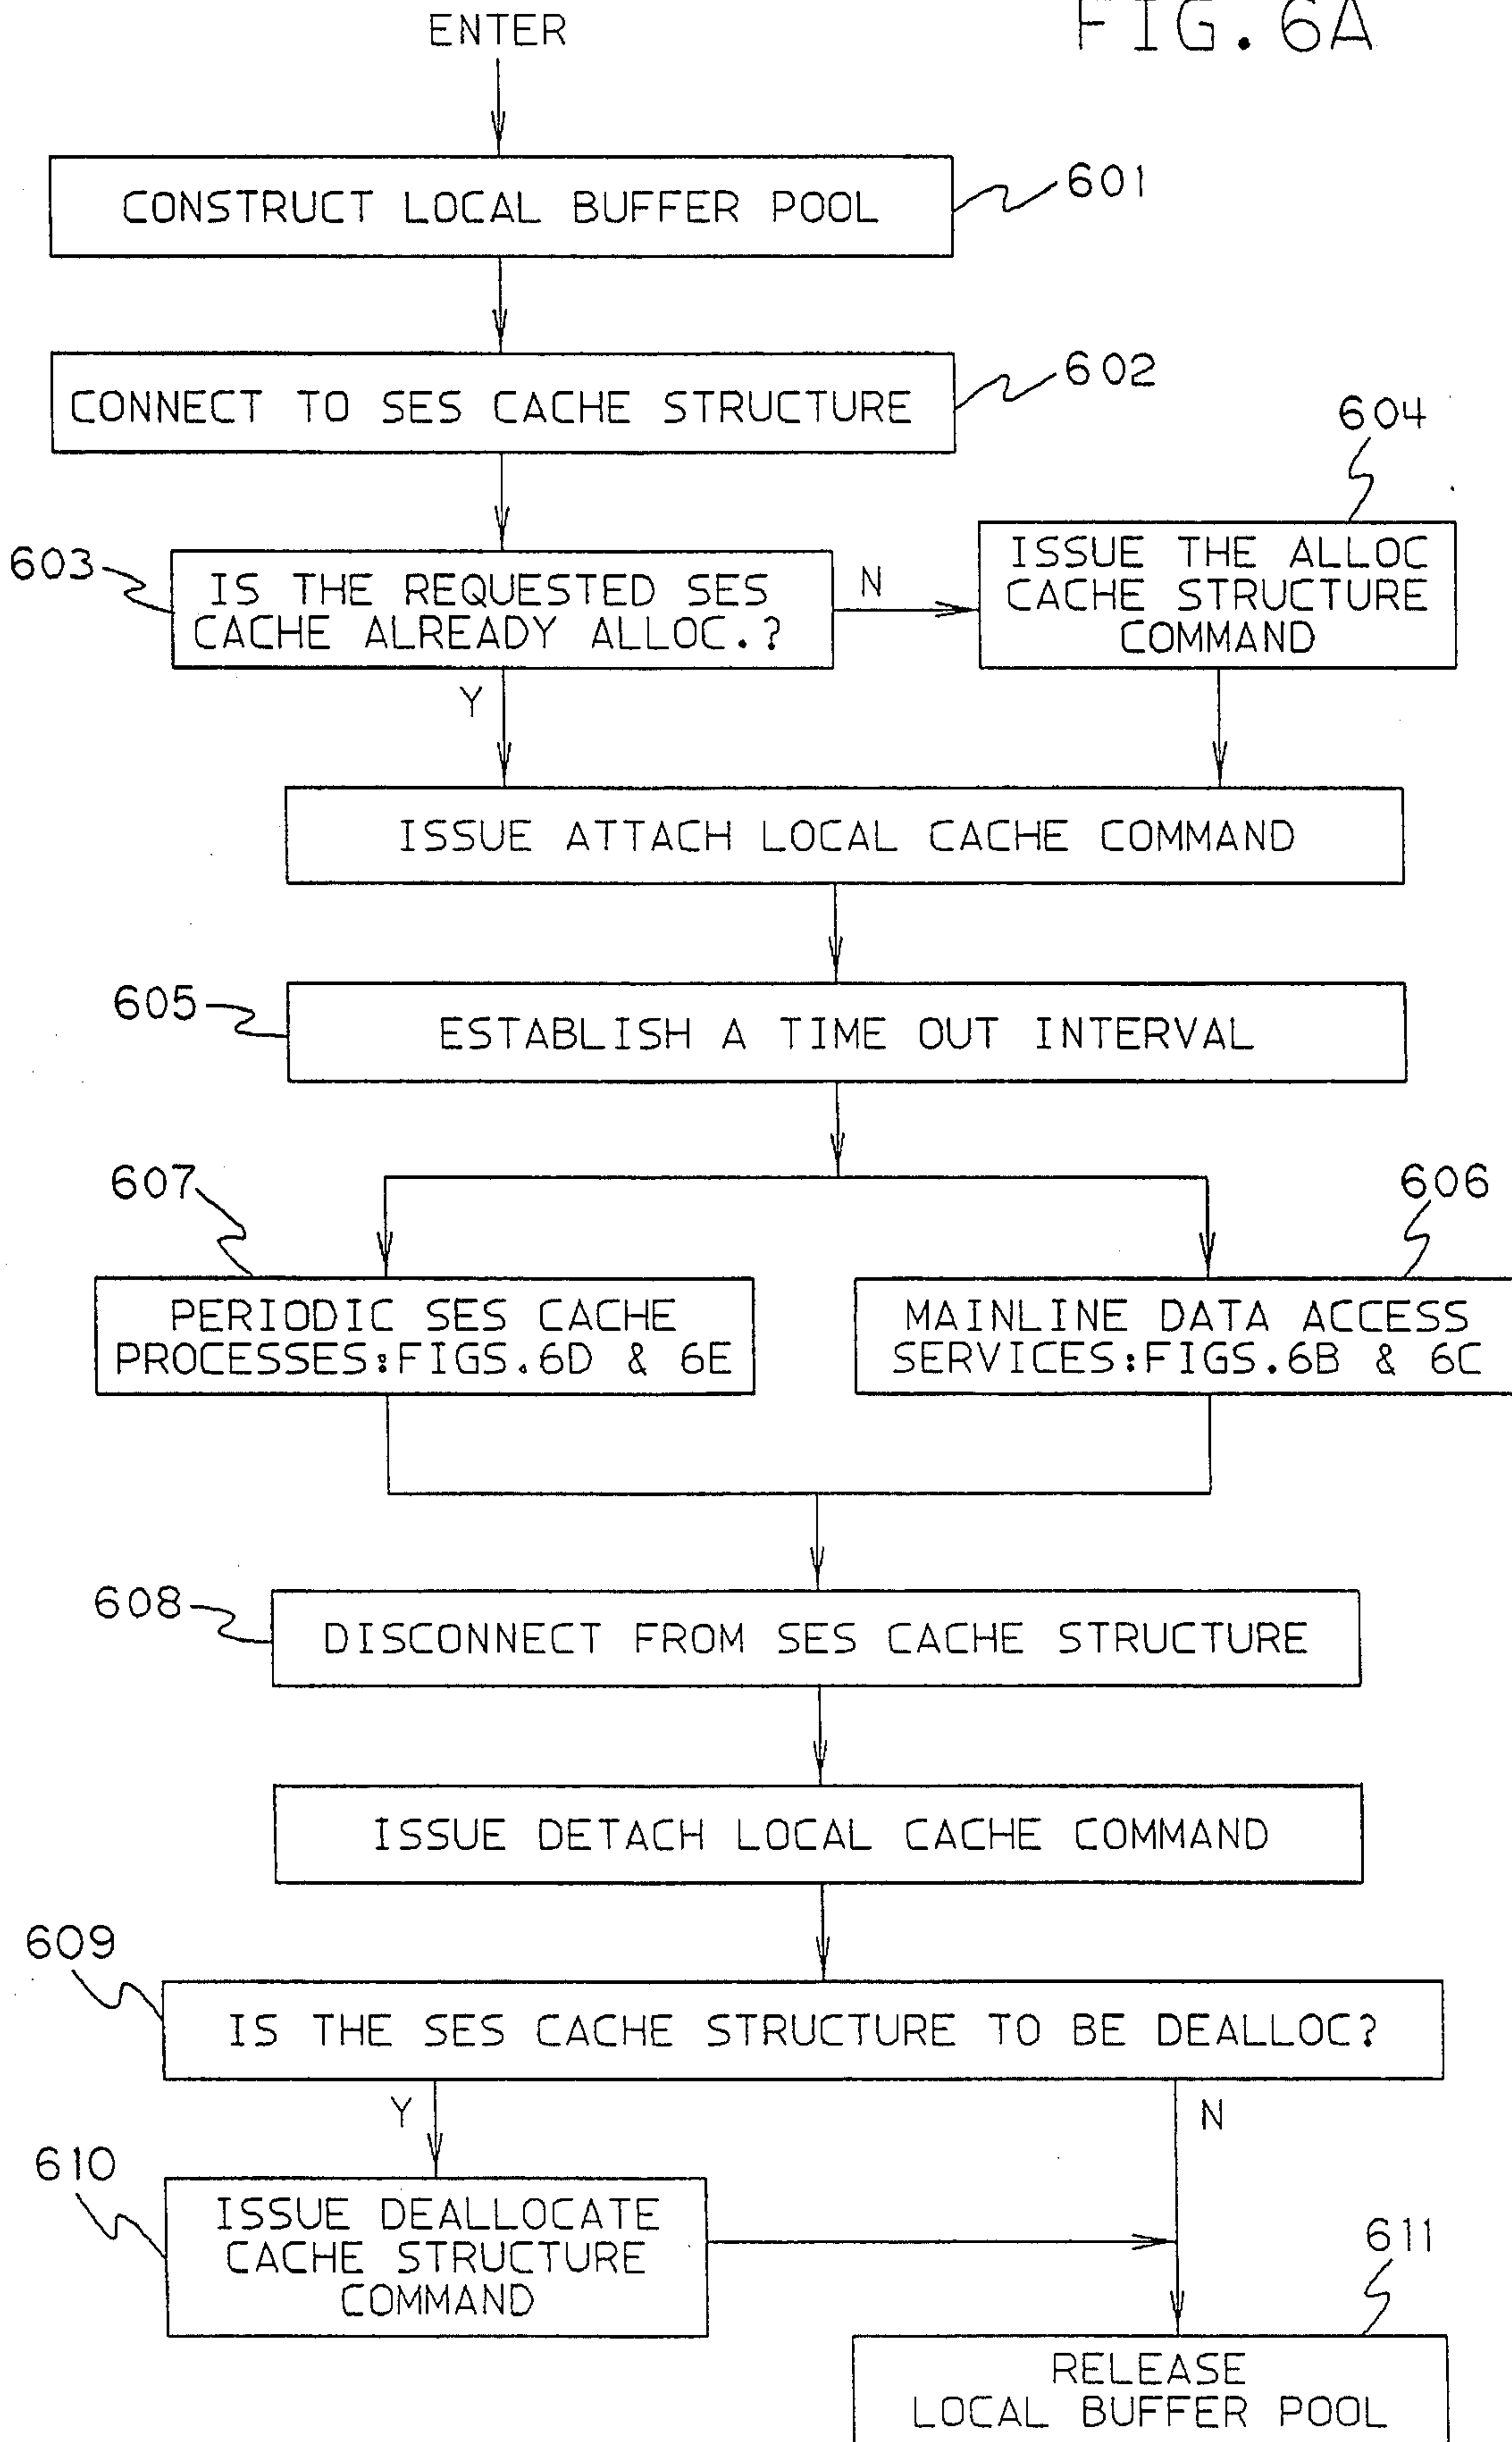 FIG. 6A
ENTER
CONSTRUCT LOCAL BUFFER POOL
601
CONNECT TO SES CACHE STRUCTURE
602
604
603
IS THE REQUESTED SES
CACHE ALREADY ALLOC.?
N
ISSUE THE ALLOC
CACHE STRUCTURE
COMMAND
Y
ISSUE ATTACH LOCAL CACHE COMMAND
605
ESTABLISH A TIME OUT INTERVAL
607
606
PERIODIC SES CACHE
PROCESSES:FIGS.6D & 6E
MAINLINE DATA ACCESS
SERVICES:FIGS.6B & 6C
608
DISCONNECT FROM SES CACHE STRUCTURE
ISSUE DETACH LOCAL CACHE COMMAND
609
IS THE SES CACHE STRUCTURE TO BE DEALLOC?
Y
N
610
ISSUE DEALLOCATE
CACHE STRUCTURE
COMMAND
611
RELEASE
LOCAL BUFFER POOL